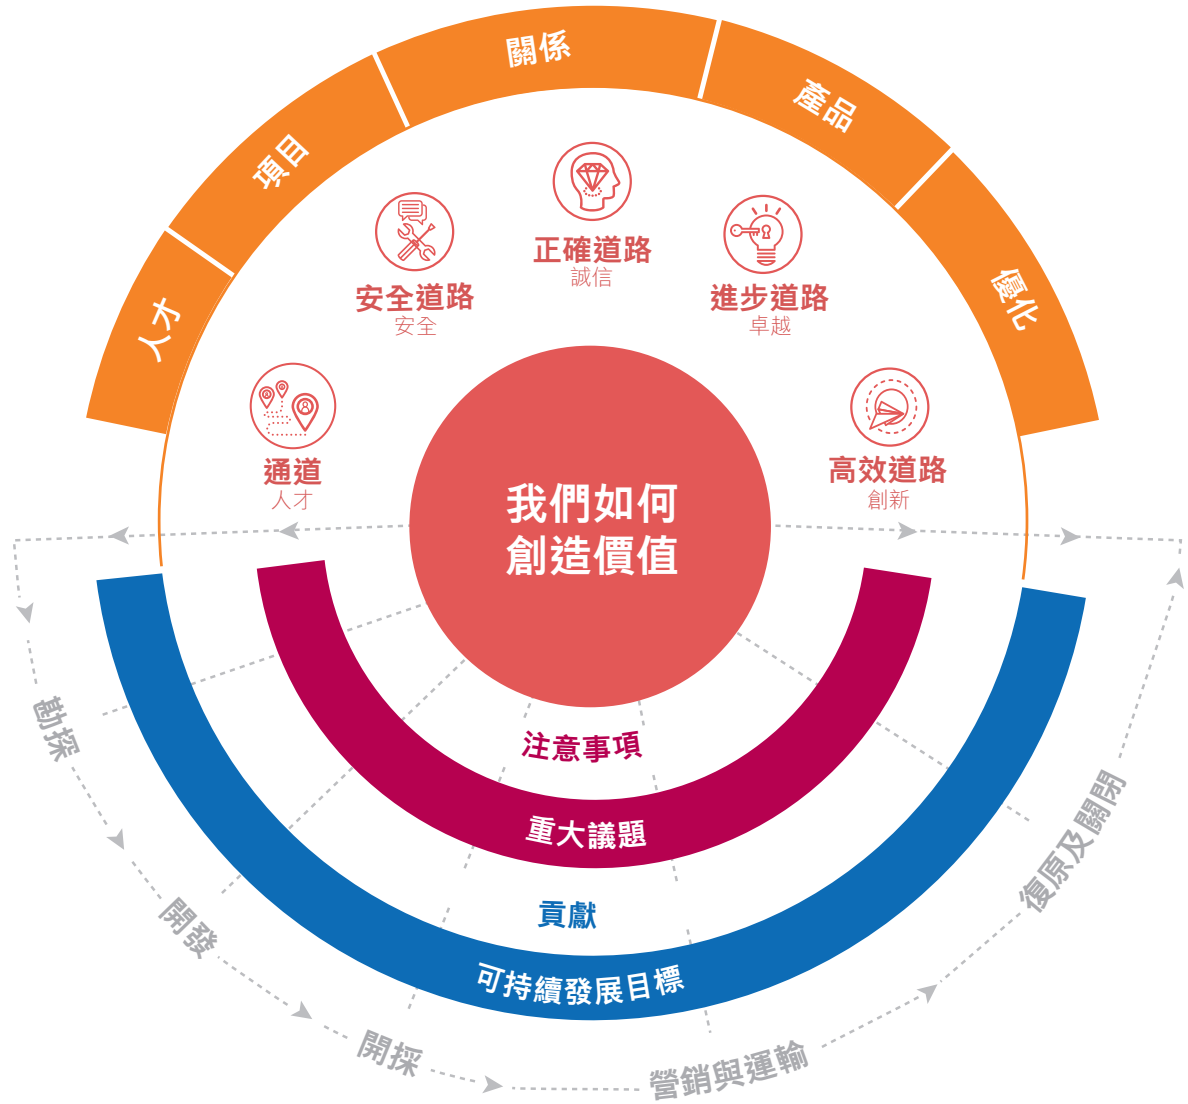 關係
產品
項目
優化
人才
正確道路
誠信
安全道路
安全
進步道路
卓越
通道
人才
高效道路
創新
我們如何
創造價值
注意事項
重大議題
貢獻
可持續發展目標
勘探
開發
開採
營銷與運輸
復原及關閉